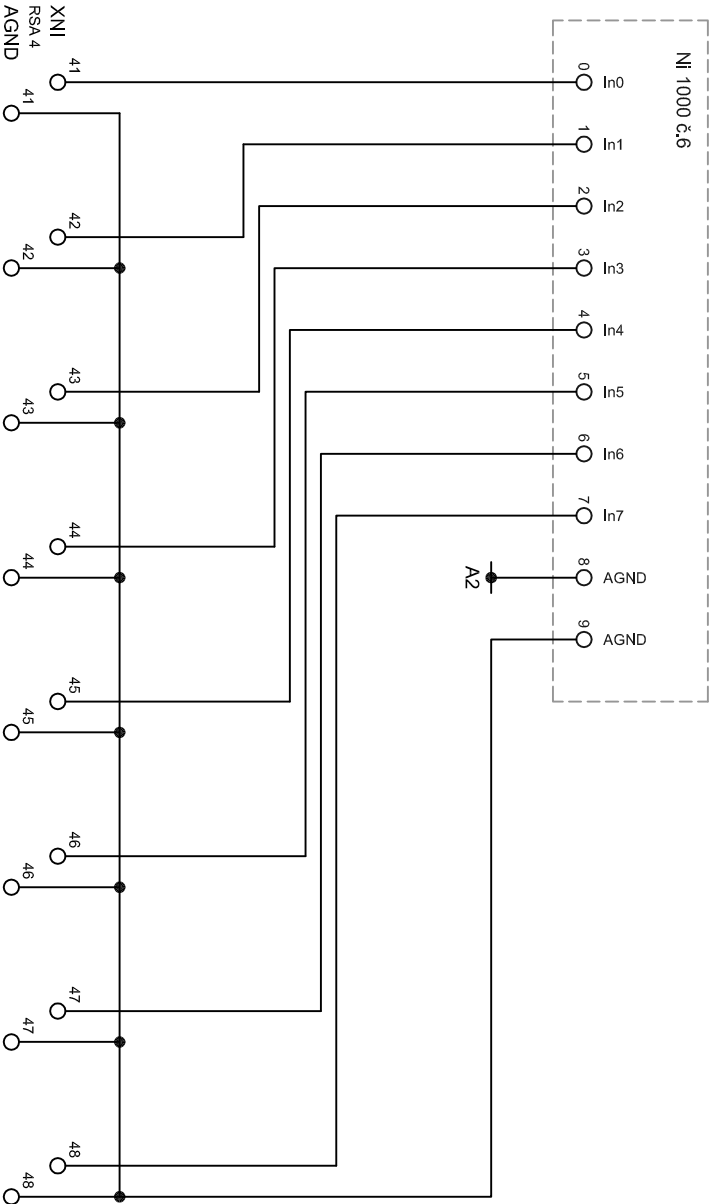 Ni 1000 č.6
0 In0
1 In1
2 In2
3 In3
4 In4
5 In5
6 In6
7 In7
8 AGND
9 AGND
A2
XNI
RSA 4
AGND
41
41
42
42
43
43
44
44
45
45
46
46
47
47
48
48